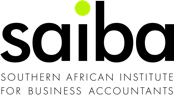 saiba
SOUTHERN AFRICAN INSTITUTE
FOR BUSINESS ACCOUNTANTS